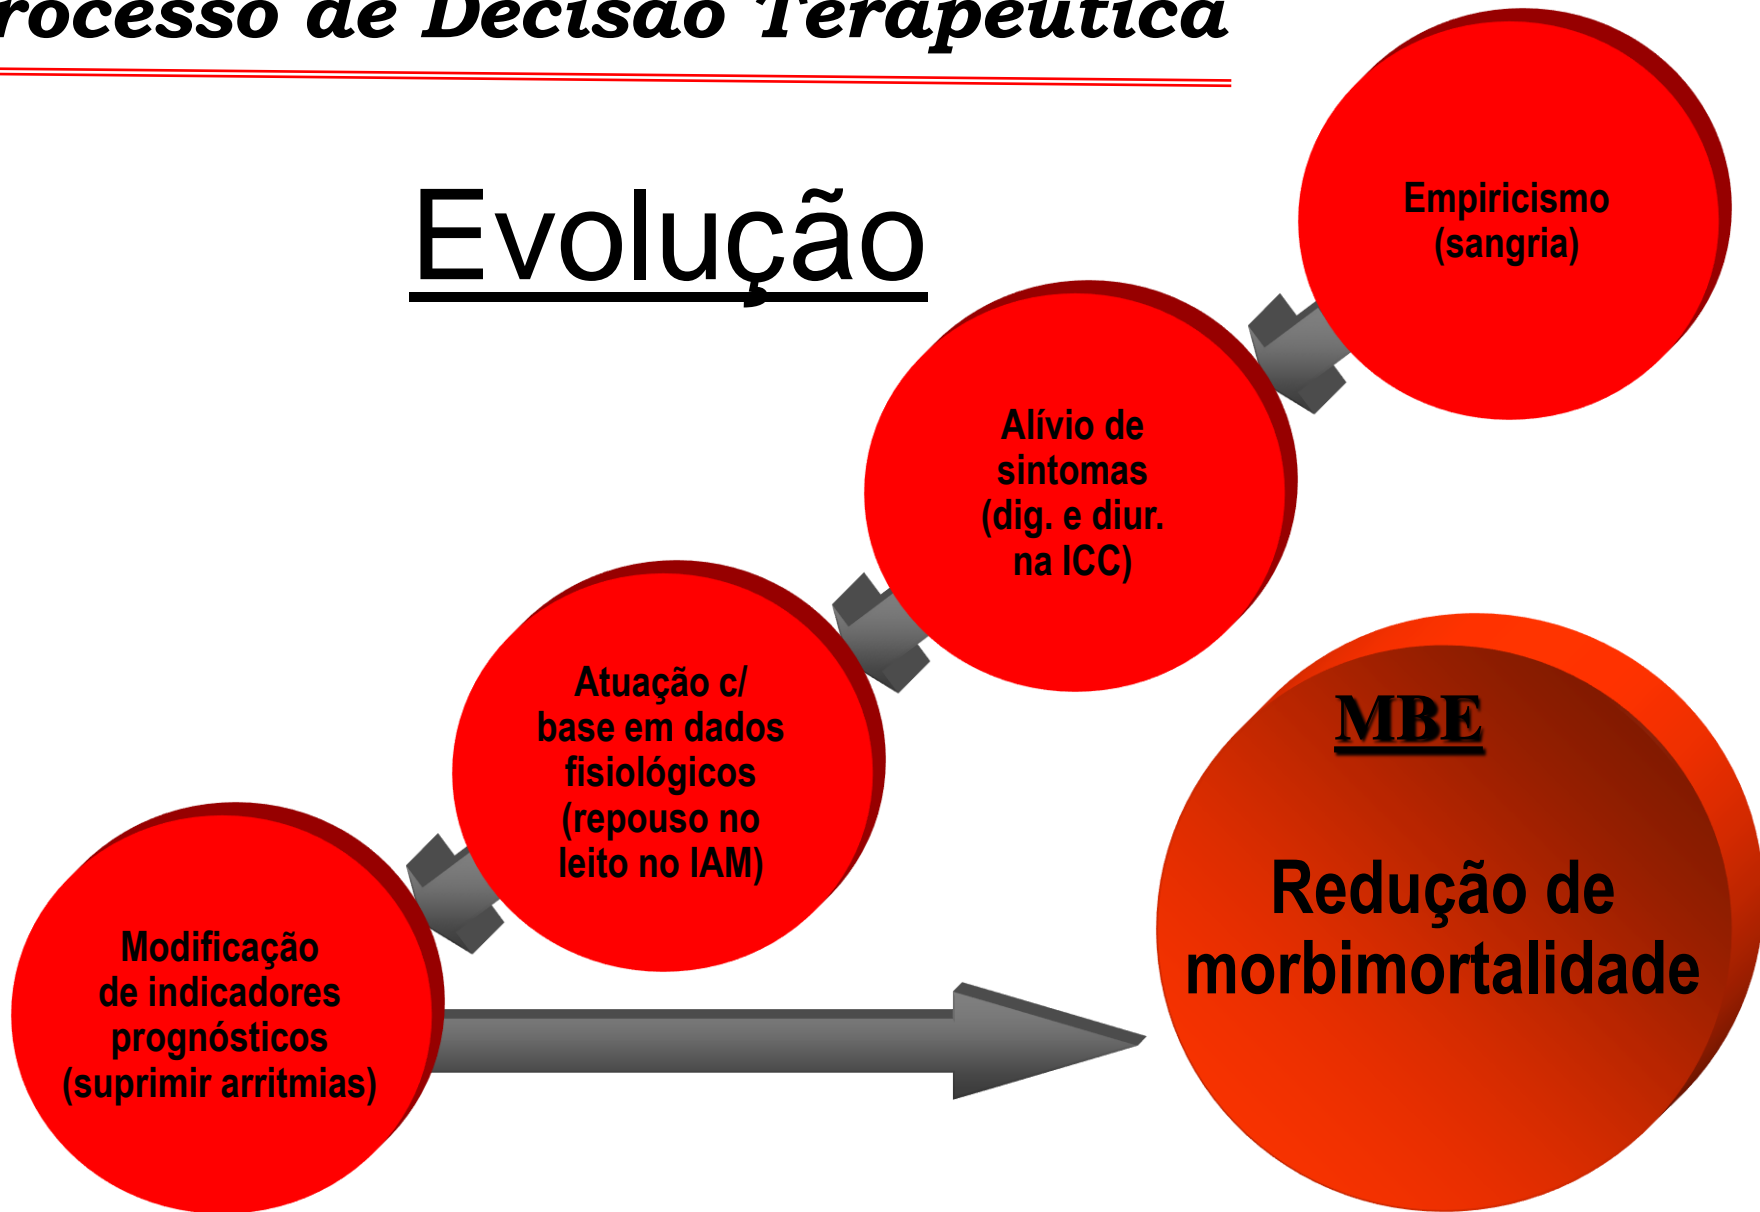 rocesso de Decisão Terapêutica
Evolução
Empiricismo
(sangria)
Alívio de
sintomas
(dig. e diur.
na ICC)
Atuação c/
base em dados
fisiológicos
(repouso no
leito no IAM)
Modificação
de indicadores
prognósticos
(suprimir arritmias)
MBE
Redução de
morbimortalidade